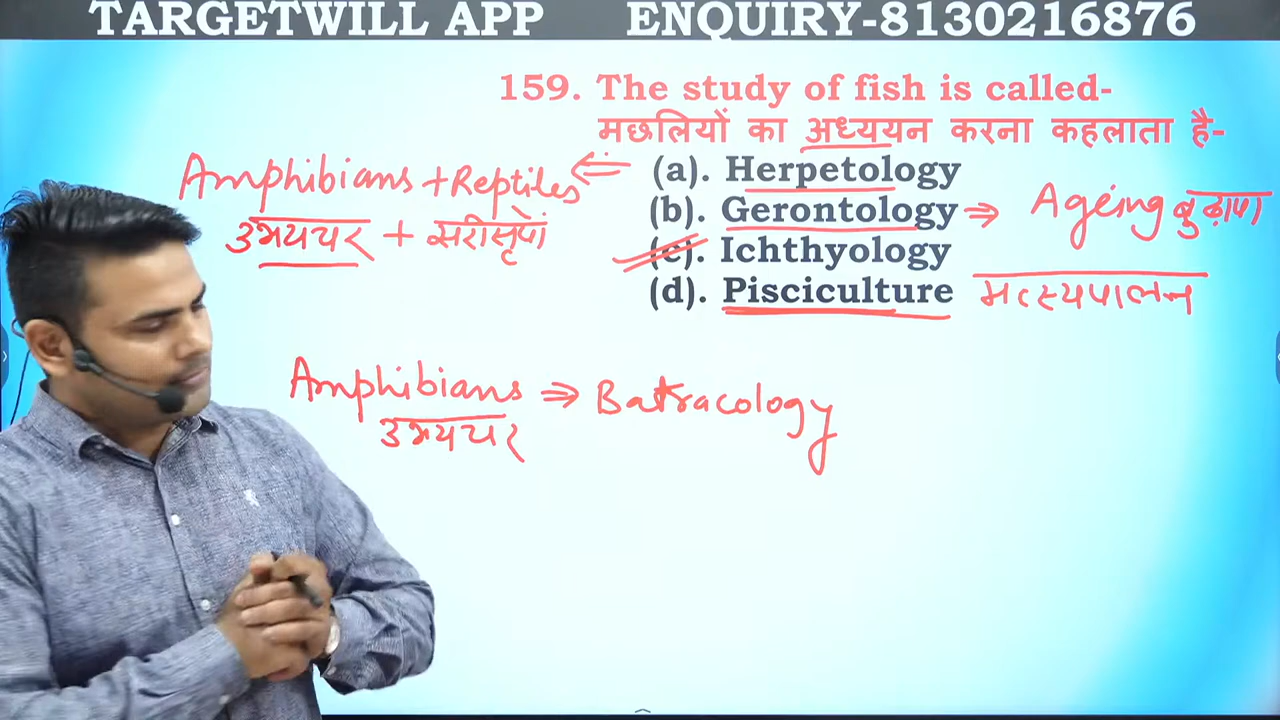 TARGETWILL APP ENQUIRY-8130216876
159. The study of fish is called-
मछलियों का अध्ययन करना कहलाता है-
Amphibians + Reptiles ⇐ (a). Herpetology
उभयचर + सरीसृपों
(b). Gerontology ⇒ Ageing बुढ़ापा
(c). Ichthyology
(d). Pisciculture मत्स्यपालन
Amphibians ⇒ Batracology
उभयचर